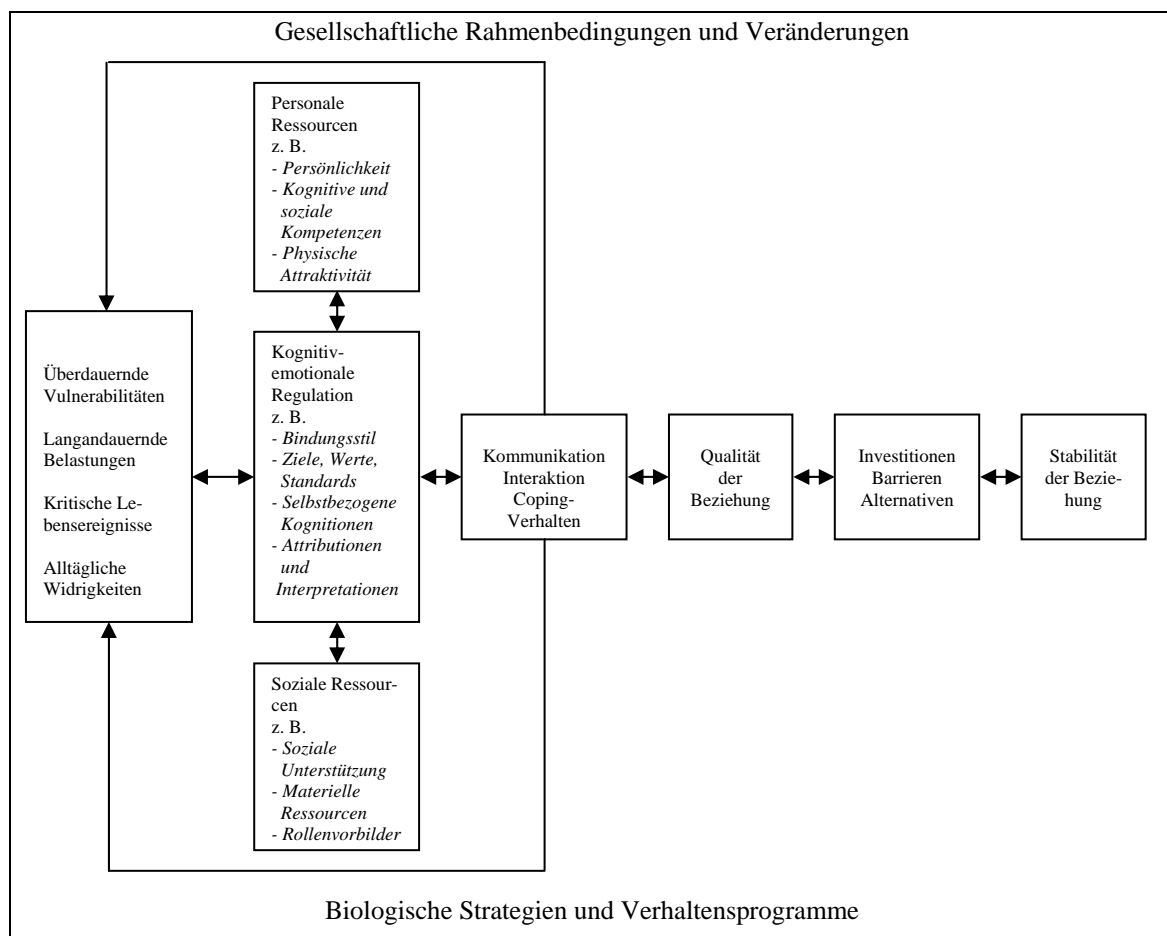 Gesellschaftliche Rahmenbedingungen und Veränderungen
Personale
Ressourcen
z. B.
- Persönlichkeit
- Kognitive und
soziale
Kompetenzen
- Physische
Attraktivität
Überdauernde
Vulnerabilitäten
Langandauernde
Belastungen
Kritische Le-
bensereignisse
Alltägliche
Widrigkeiten
Kognitiv-
emotionale
Regulation
z. B.
- Bindungsstil
- Ziele, Werte,
Standards
- Selbstbezogene
Kognitionen
- Attributionen
und
Interpretationen
Kommunikation
Interaktion
Coping-
Verhalten
Qualität
der
Beziehung
Investitionen
Barrieren
Alternativen
Stabilität
der Bezie-
hung
Soziale Ressour-
cen
z. B.
- Soziale
Unterstützung
- Materielle
Ressourcen
- Rollenvorbilder
Biologische Strategien und Verhaltensprogramme